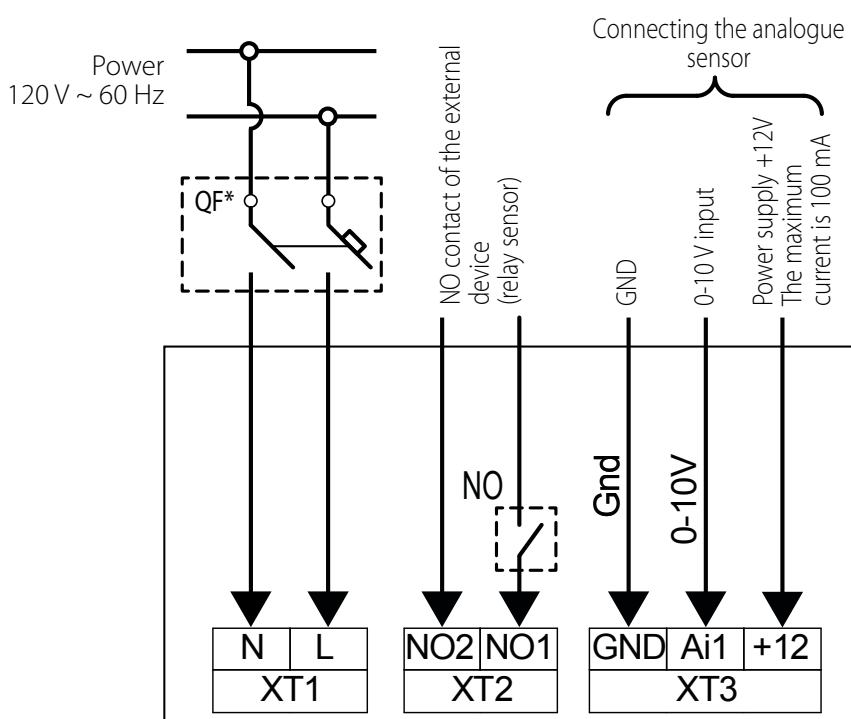 Connecting the analogue
sensor
Power
120 V ~ 60 Hz
QF*
NO contact of the external
device
(relay sensor)
GND
0-10 V input
Power supply +12V
The maximum
current is 100 mA
NO
Gnd
0-10V
N L
XT1
NO2 NO1
XT2
GND Ai1 +12
XT3